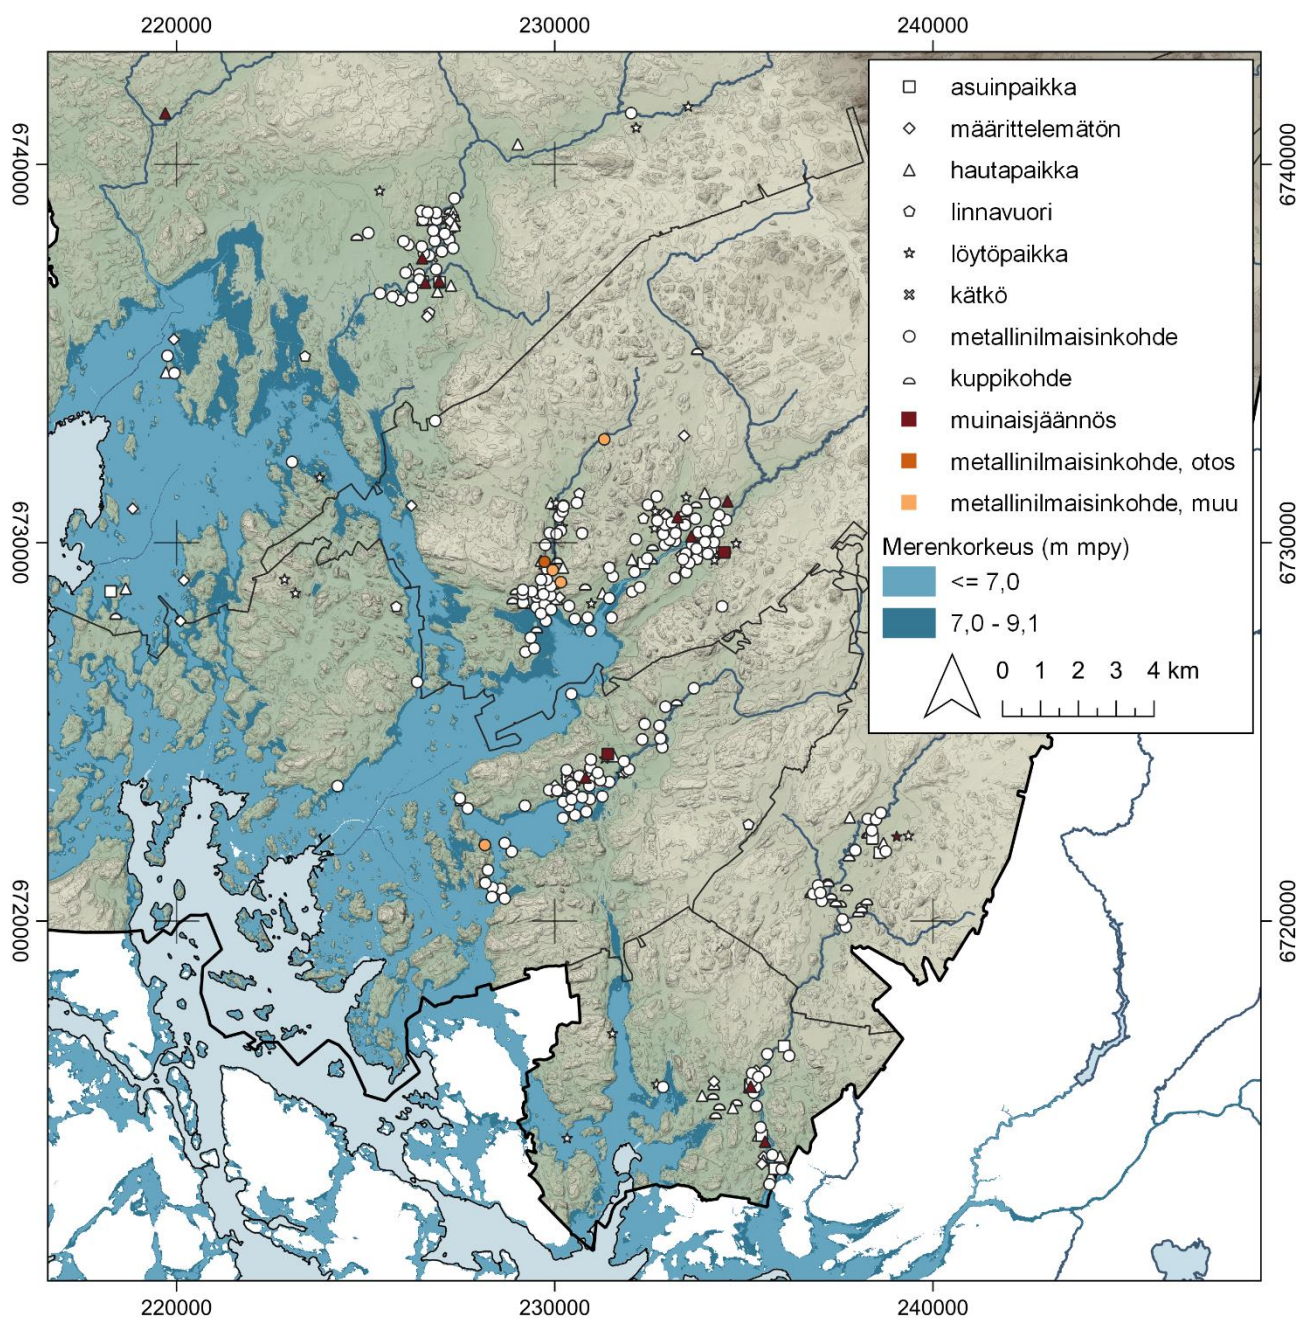 220000
230000
240000
6740000
6740000
6730000
6730000
6720000
6720000
asuinpaikka
määrittelemätön
hautapaikka
linnavuori
löytöpaikka
kätkö
metallinilmaisinkohde
kuppikohde
muinaisjäännös
metallinilmaisinkohde, otos
metallinilmaisinkohde, muu
Merenkorkeus (m mpy)
<= 7,0
7,0 - 9,1
0 1 2 3 4 km
220000
230000
240000